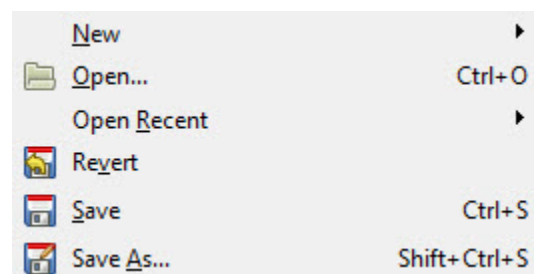 New
Open... Ctrl+O
Open Recent
Revert
Save Ctrl+S
Save As... Shift+Ctrl+S